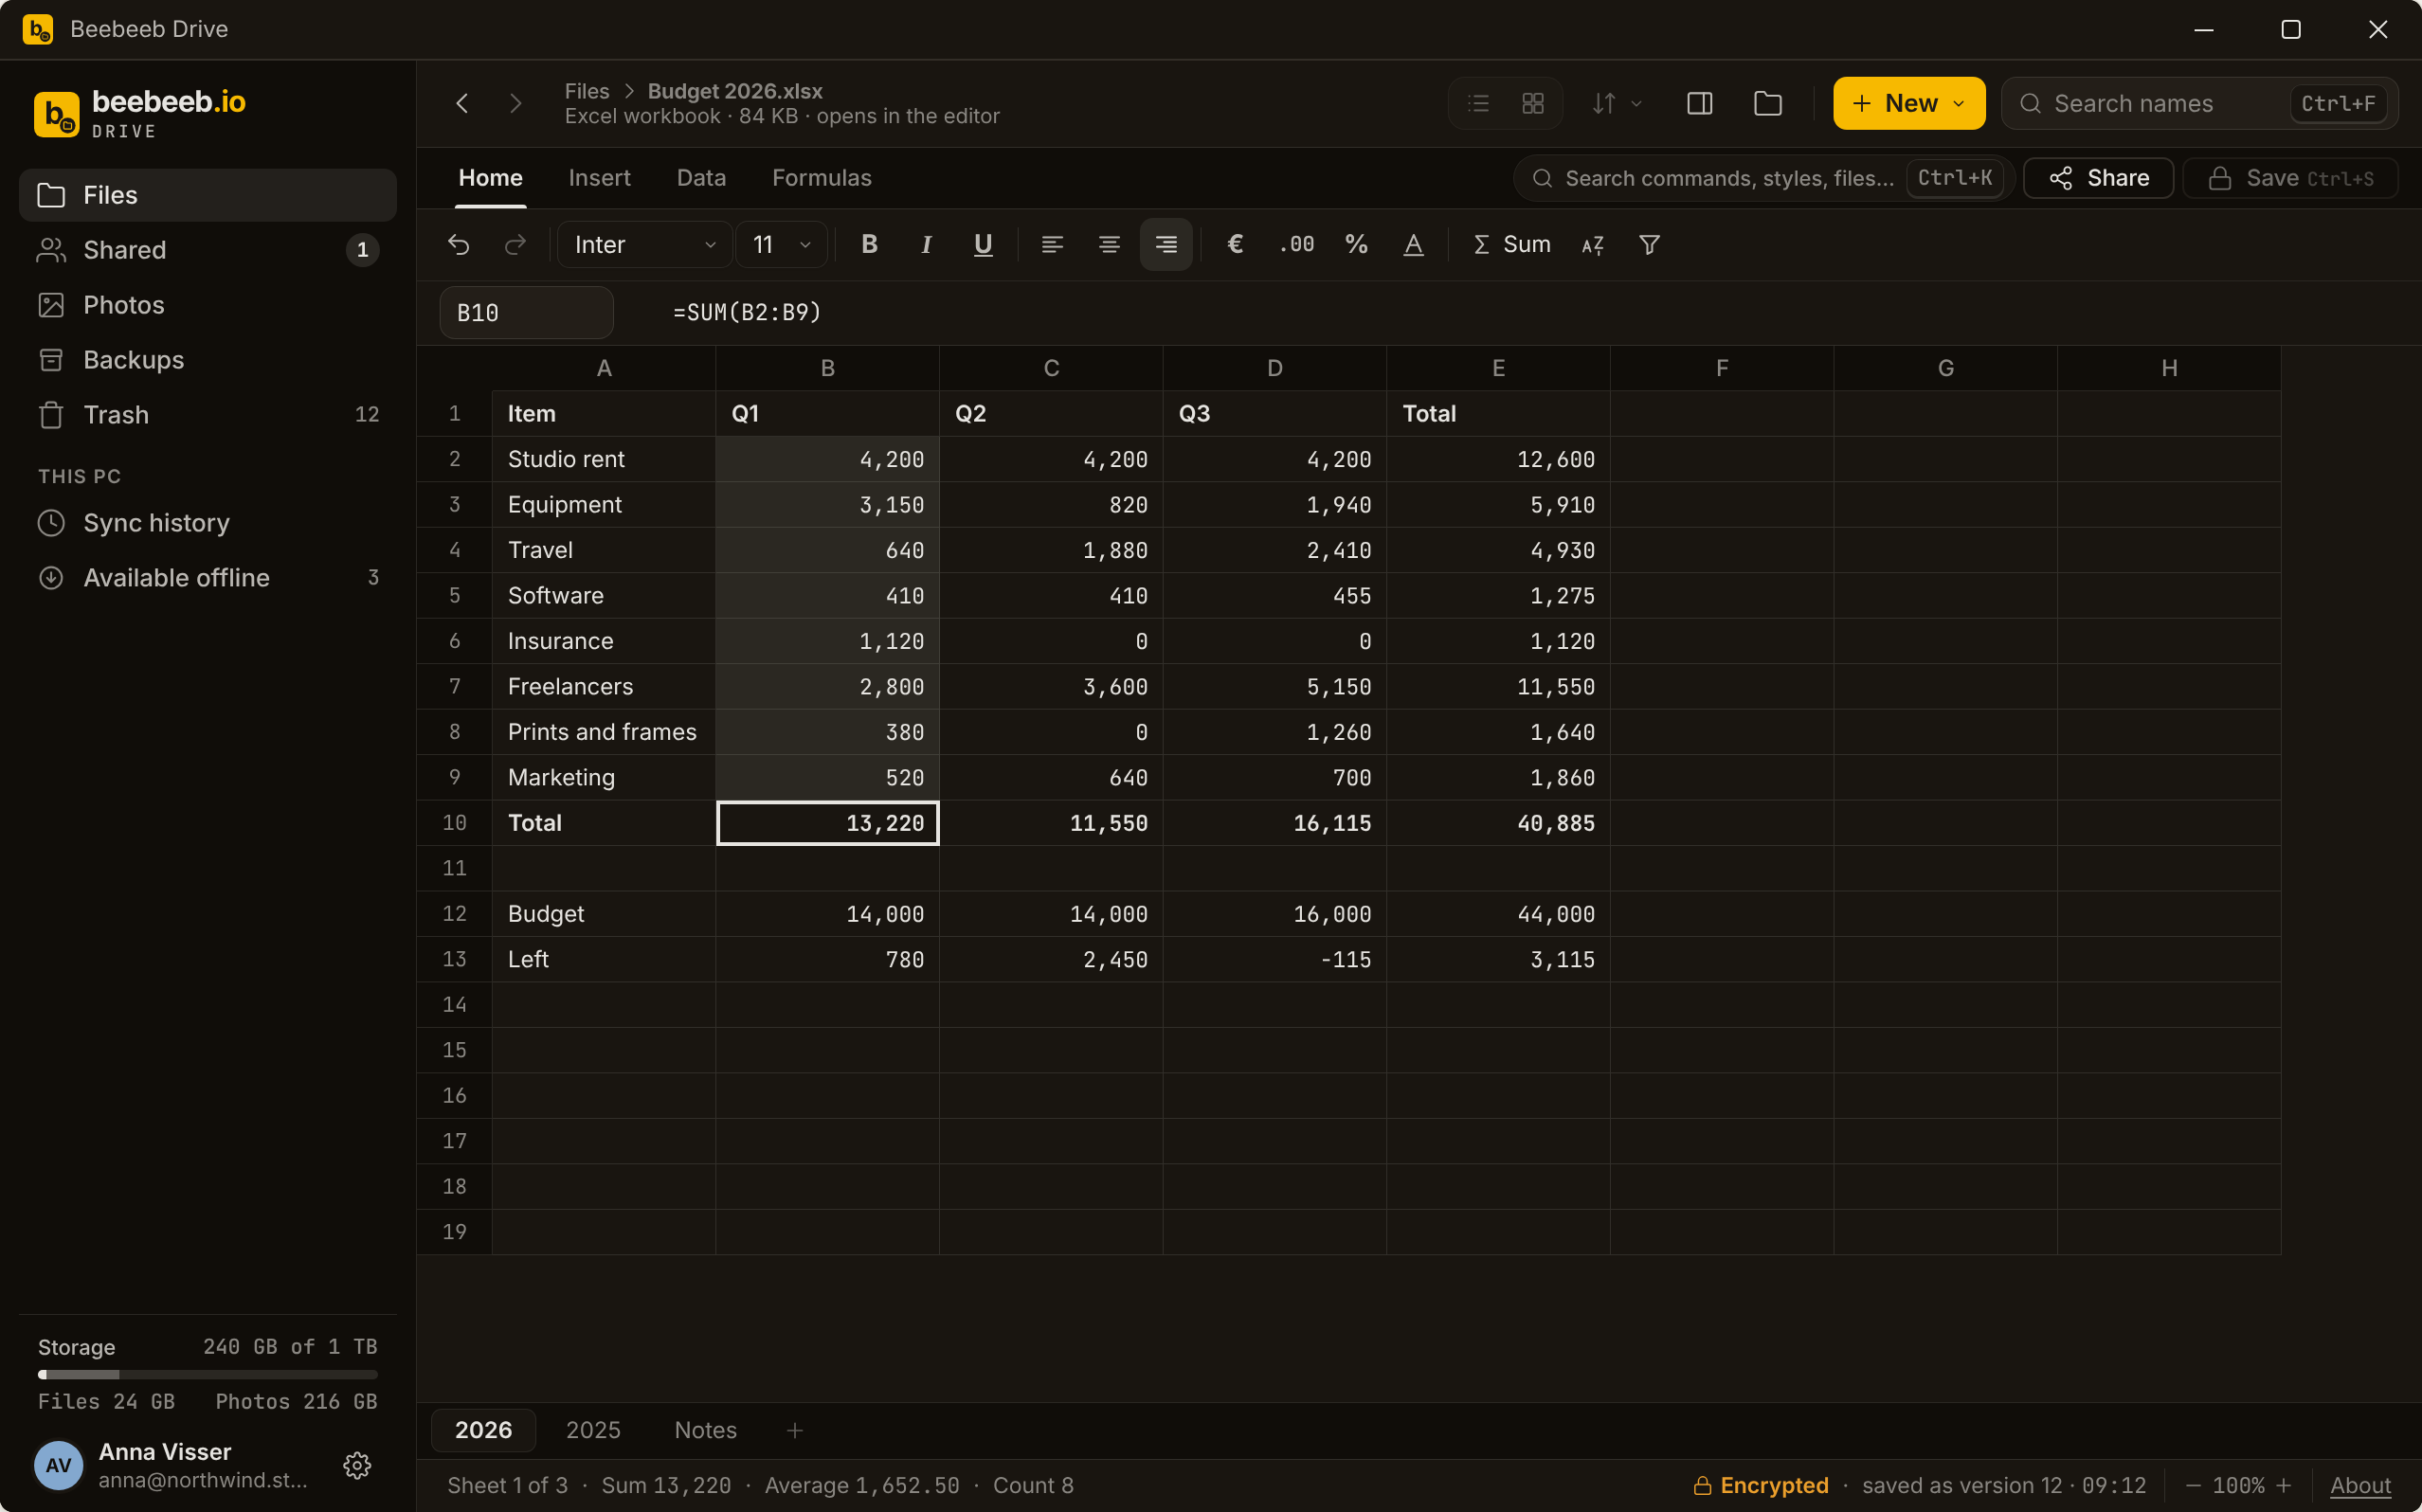 Beebeeb Drive
beebeeb.io
DRIVE
Files
Shared 1
Photos
Backups
Trash 12
THIS PC
Sync history
Available offline 3
Storage 240 GB of 1 TB
Files 24 GB Photos 216 GB
AV Anna Visser
anna@northwind.st...
Files > Budget 2026.xlsx
Excel workbook · 84 KB · opens in the editor
+ New
Search names Ctrl+F
Home Insert Data Formulas
Search commands, styles, files... Ctrl+K
Share
Save Ctrl+S
Inter 11 B I U € .00 % A Σ Sum AZ
B10 =SUM(B2:B9)
A B C D E F G H
1 Item Q1 Q2 Q3 Total
2 Studio rent 4,200 4,200 4,200 12,600
3 Equipment 3,150 820 1,940 5,910
4 Travel 640 1,880 2,410 4,930
5 Software 410 410 455 1,275
6 Insurance 1,120 0 0 1,120
7 Freelancers 2,800 3,600 5,150 11,550
8 Prints and frames 380 0 1,260 1,640
9 Marketing 520 640 700 1,860
10 Total 13,220 11,550 16,115 40,885
11
12 Budget 14,000 14,000 16,000 44,000
13 Left 780 2,450 -115 3,115
14
15
16
17
18
19
2026 2025 Notes +
Sheet 1 of 3 · Sum 13,220 · Average 1,652.50 · Count 8
Encrypted · saved as version 12 · 09:12
− 100% +
About